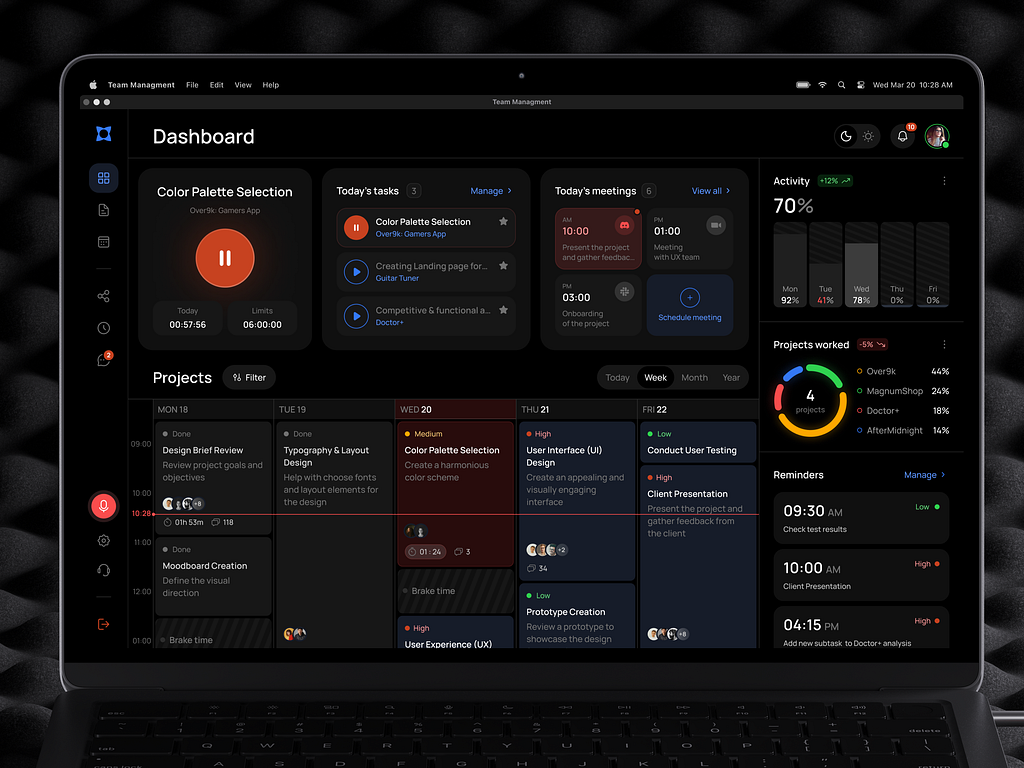 Team Managment File Edit View Help
Wed Mar 20 10:28 AM
Team Managment
Dashboard
10
Color Palette Selection
Over9k: Gamers App
Today
00:57:56
Limits
06:00:00
Today's tasks 3 Manage >
Color Palette Selection
Over9k: Gamers App
Creating Landing page for...
Guitar Tuner
Competitive & functional a...
Doctor+
Today's meetings 6 View all >
AM
10:00
Present the project
and gather feedbac..
PM
01:00
Meeting
with UX team
PM
03:00
Onboarding
of the project
Schedule meeting
Activity +12%
70%
Mon
92%
Tue
41%
Wed
78%
Thu
0%
Fri
0%
Projects worked -5%
4
projects
Over9k 44%
MagnumShop 24%
Doctor+ 18%
AfterMidnight 14%
Reminders Manage >
09:30 AM Low
Check test results
10:00 AM High
Client Presentation
04:15 PM High
Add new subtask to Doctor+ analysis
2
Projects Filter
Today Week Month Year
MON 18 TUE 19 WED 20 THU 21 FRI 22
09:00
10:00
10:28
11:00
12:00
01:00
Done
Design Brief Review
Review project goals and
objectives
+8
01h 53m 118
Done
Moodboard Creation
Define the visual
direction
Brake time
Done
Typography & Layout
Design
Help with choose fonts
and layout elements for
the design
Medium
Color Palette Selection
Create a harmonious
color scheme
01:24 3
Brake time
High
User Experience (UX)
High
User Interface (UI)
Design
Create an appealing and
visually engaging
interface
+2
34
Low
Prototype Creation
Review a prototype to
showcase the design
Low
Conduct User Testing
High
Client Presentation
Present the project and
gather feedback from
the client
+8
delete
tab
Q W E R T Y U I O P
caps lock A S D F G H J K L
return